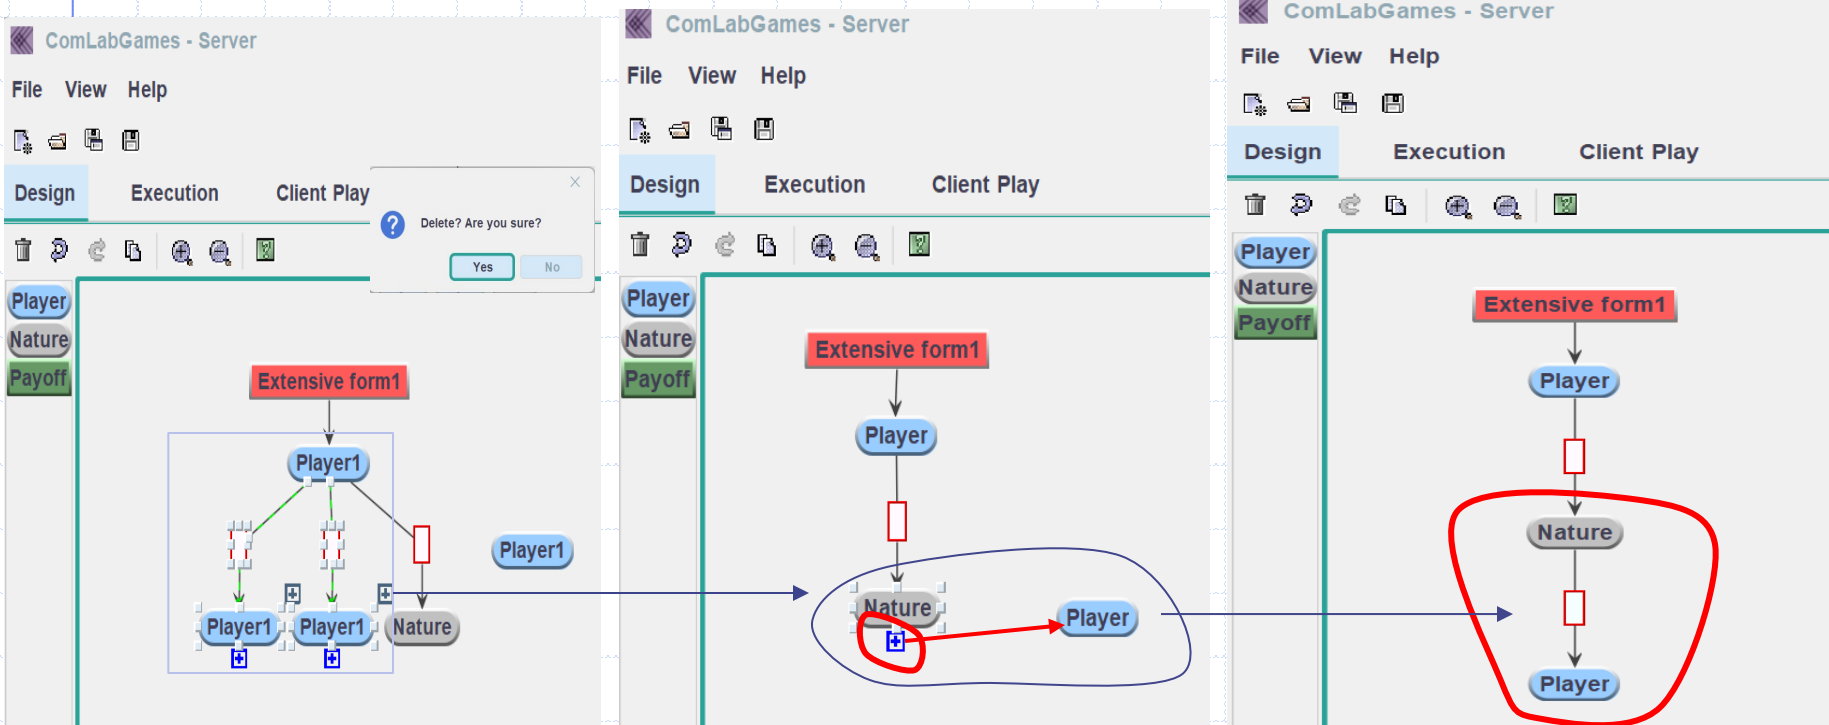 ComLabGames - Server
File View Help
Design Execution Client Play
Delete? Are you sure?
Yes No
Player
Nature
Payoff
Extensive form1
Player1
Player1
Player1 Player1 Nature
ComLabGames - Server
File View Help
Design Execution Client Play
Player
Nature
Payoff
Extensive form1
Player
Nature
Player
ComLabGames - Server
File View Help
Design Execution Client Play
Player
Nature
Payoff
Extensive form1
Player
Nature
Player